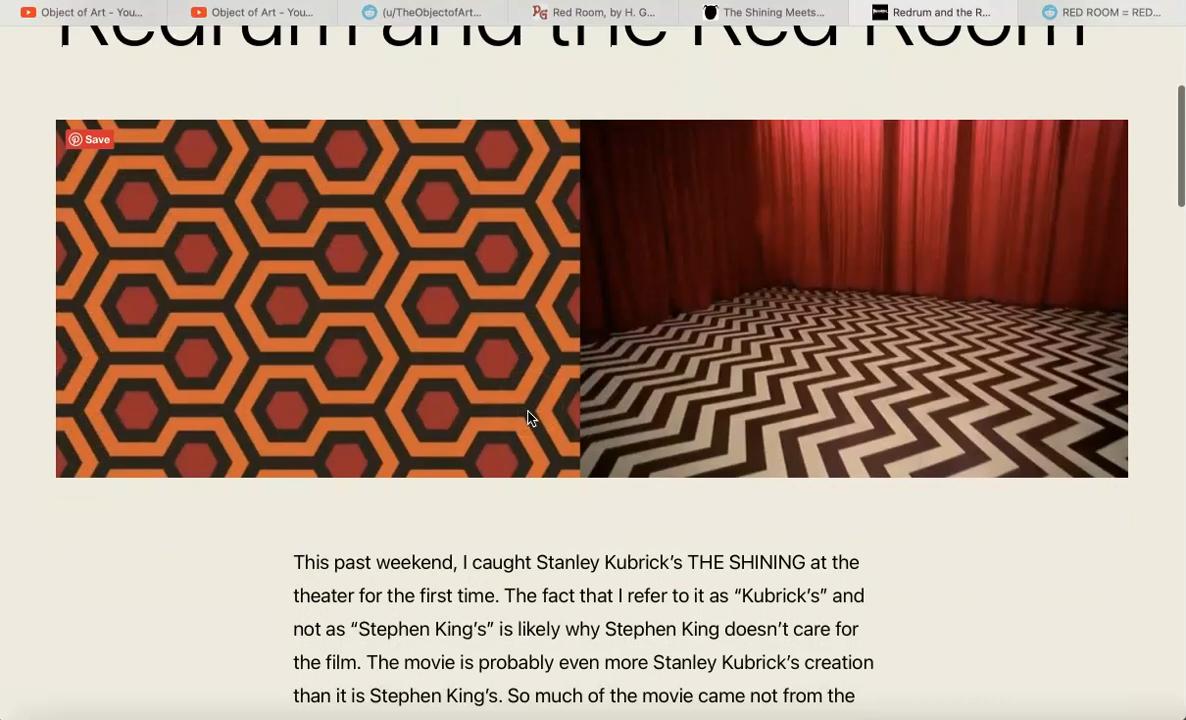 Object of Art - You...
Object of Art - You...
(u/TheObjectofArt...
Red Room, by H. G...
The Shining Meets...
Redrum and the R...
RED ROOM = RED...
Redrum and the Red Room
Save
This past weekend, I caught Stanley Kubrick’s THE SHINING at the
theater for the first time. The fact that I refer to it as “Kubrick’s” and
not as “Stephen King’s” is likely why Stephen King doesn’t care for
the film. The movie is probably even more Stanley Kubrick’s creation
than it is Stephen King’s. So much of the movie came not from the